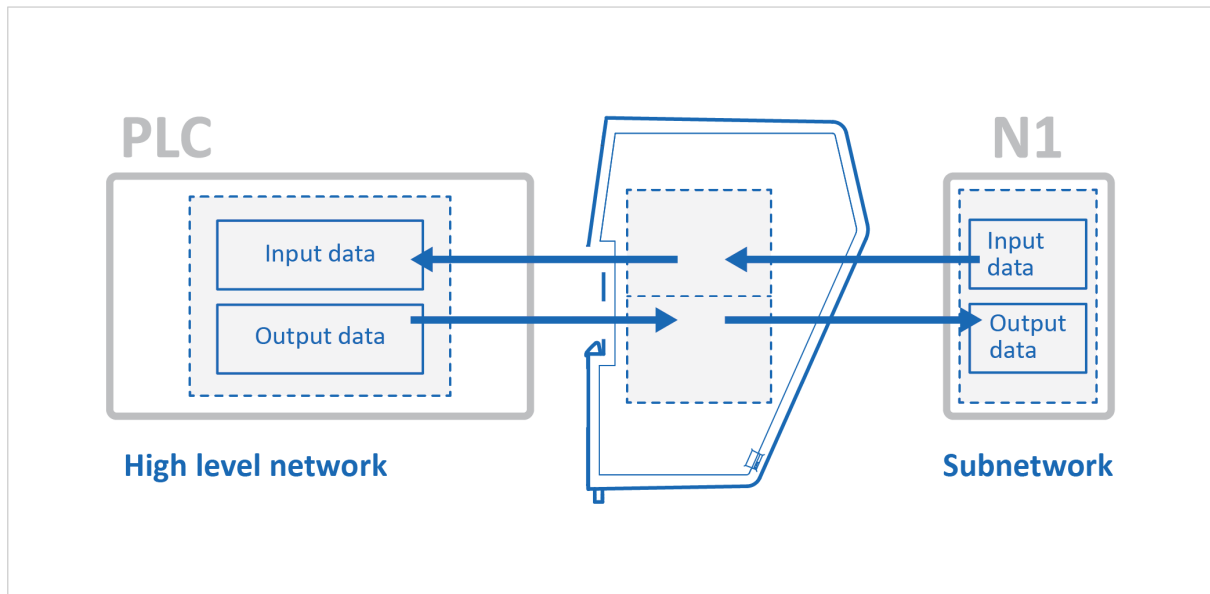 PLC
N1
Input data
Output data
Input
data
Output
data
High level network
Subnetwork